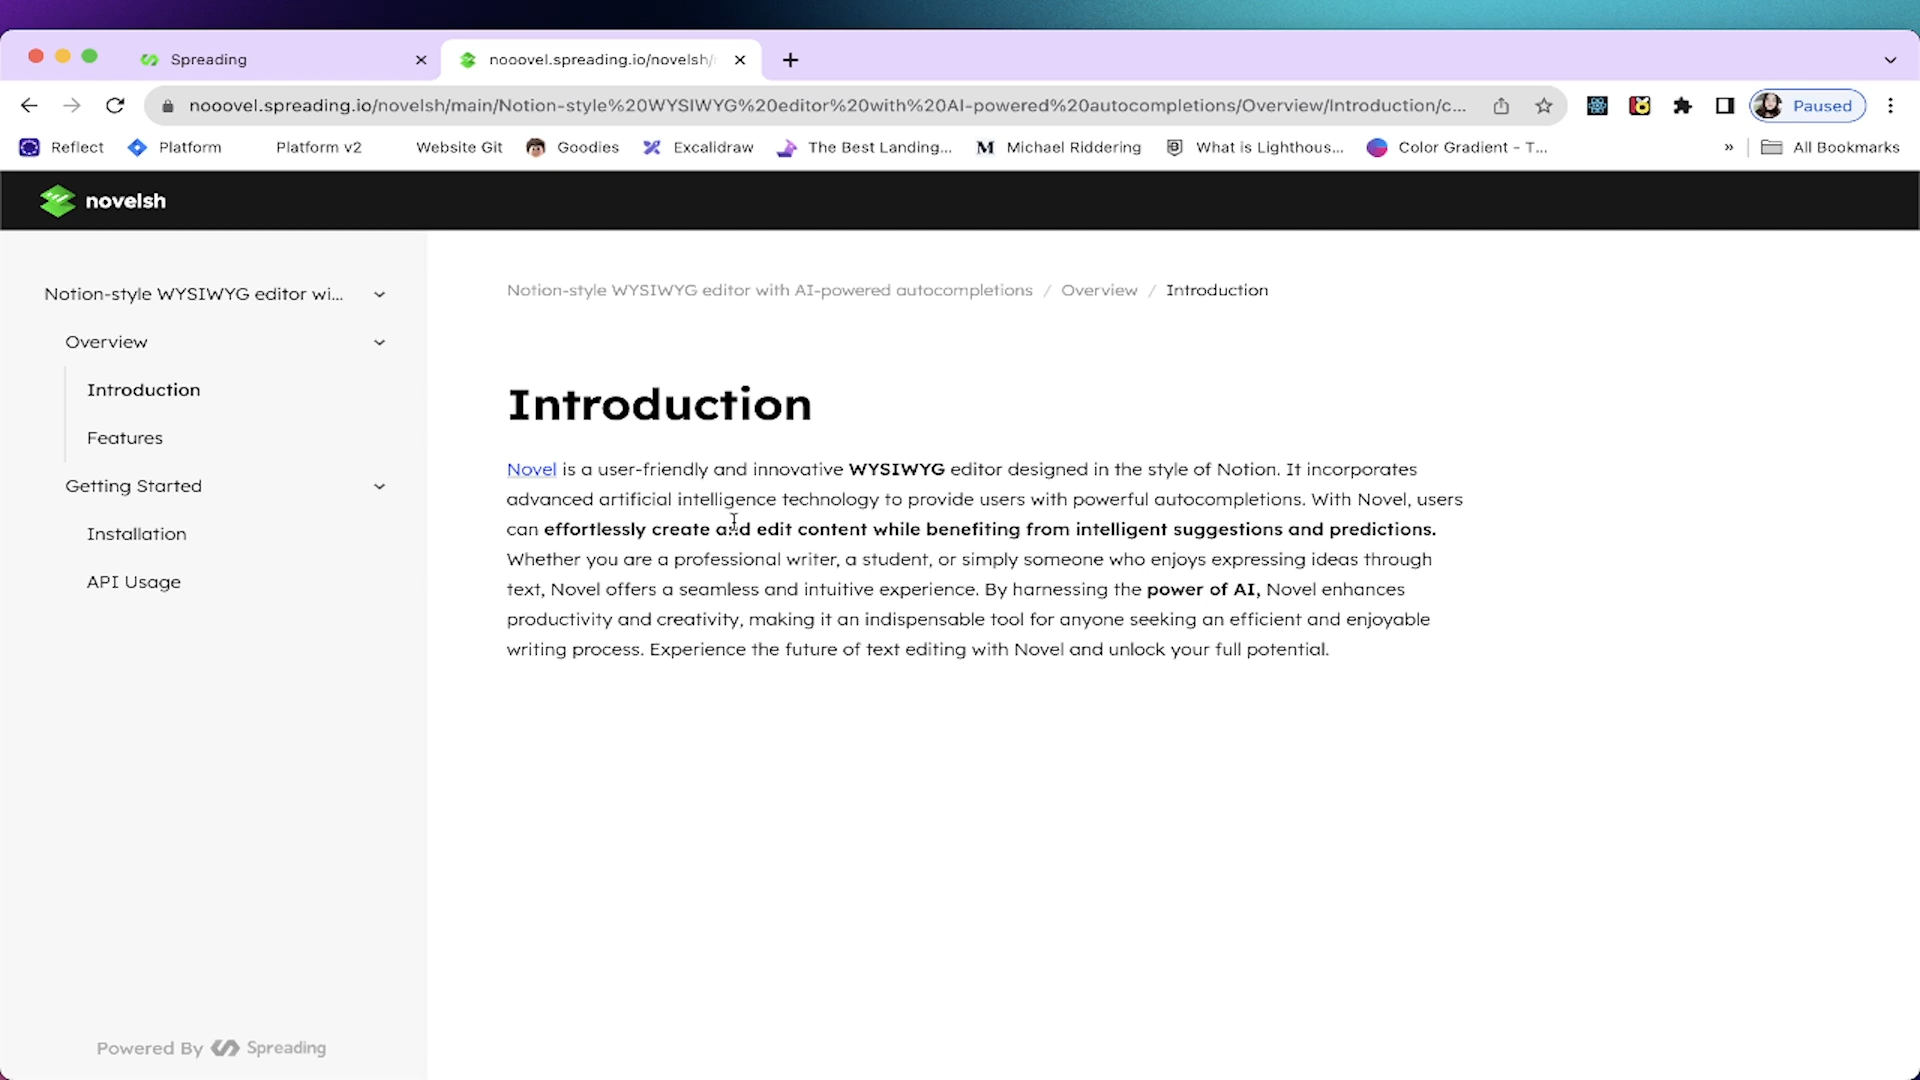 Spreading
nooovel.spreading.io/novelsh/
nooovel.spreading.io/novelsh/main/Notion-style%20WYSIWYG%20editor%20with%20AI-powered%20autocompletions/Overview/Introduction/c...
Paused
Reflect
Platform
Platform v2
Website Git
Goodies
Excalidraw
The Best Landing...
Michael Riddering
What is Lighthous...
Color Gradient - T...
»
All Bookmarks
novelsh
Notion-style WYSIWYG editor wi...
Overview
Introduction
Features
Getting Started
Installation
API Usage
Powered By Spreading
Notion-style WYSIWYG editor with AI-powered autocompletions / Overview / Introduction
Introduction
Novel is a user-friendly and innovative WYSIWYG editor designed in the style of Notion. It incorporates
advanced artificial intelligence technology to provide users with powerful autocompletions. With Novel, users
can effortlessly create and edit content while benefiting from intelligent suggestions and predictions.
Whether you are a professional writer, a student, or simply someone who enjoys expressing ideas through
text, Novel offers a seamless and intuitive experience. By harnessing the power of AI, Novel enhances
productivity and creativity, making it an indispensable tool for anyone seeking an efficient and enjoyable
writing process. Experience the future of text editing with Novel and unlock your full potential.